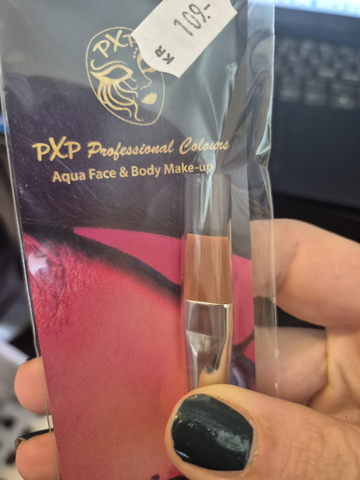 KR 109:-
PXP
PXP Professional Colours
Aqua Face & Body Make-up